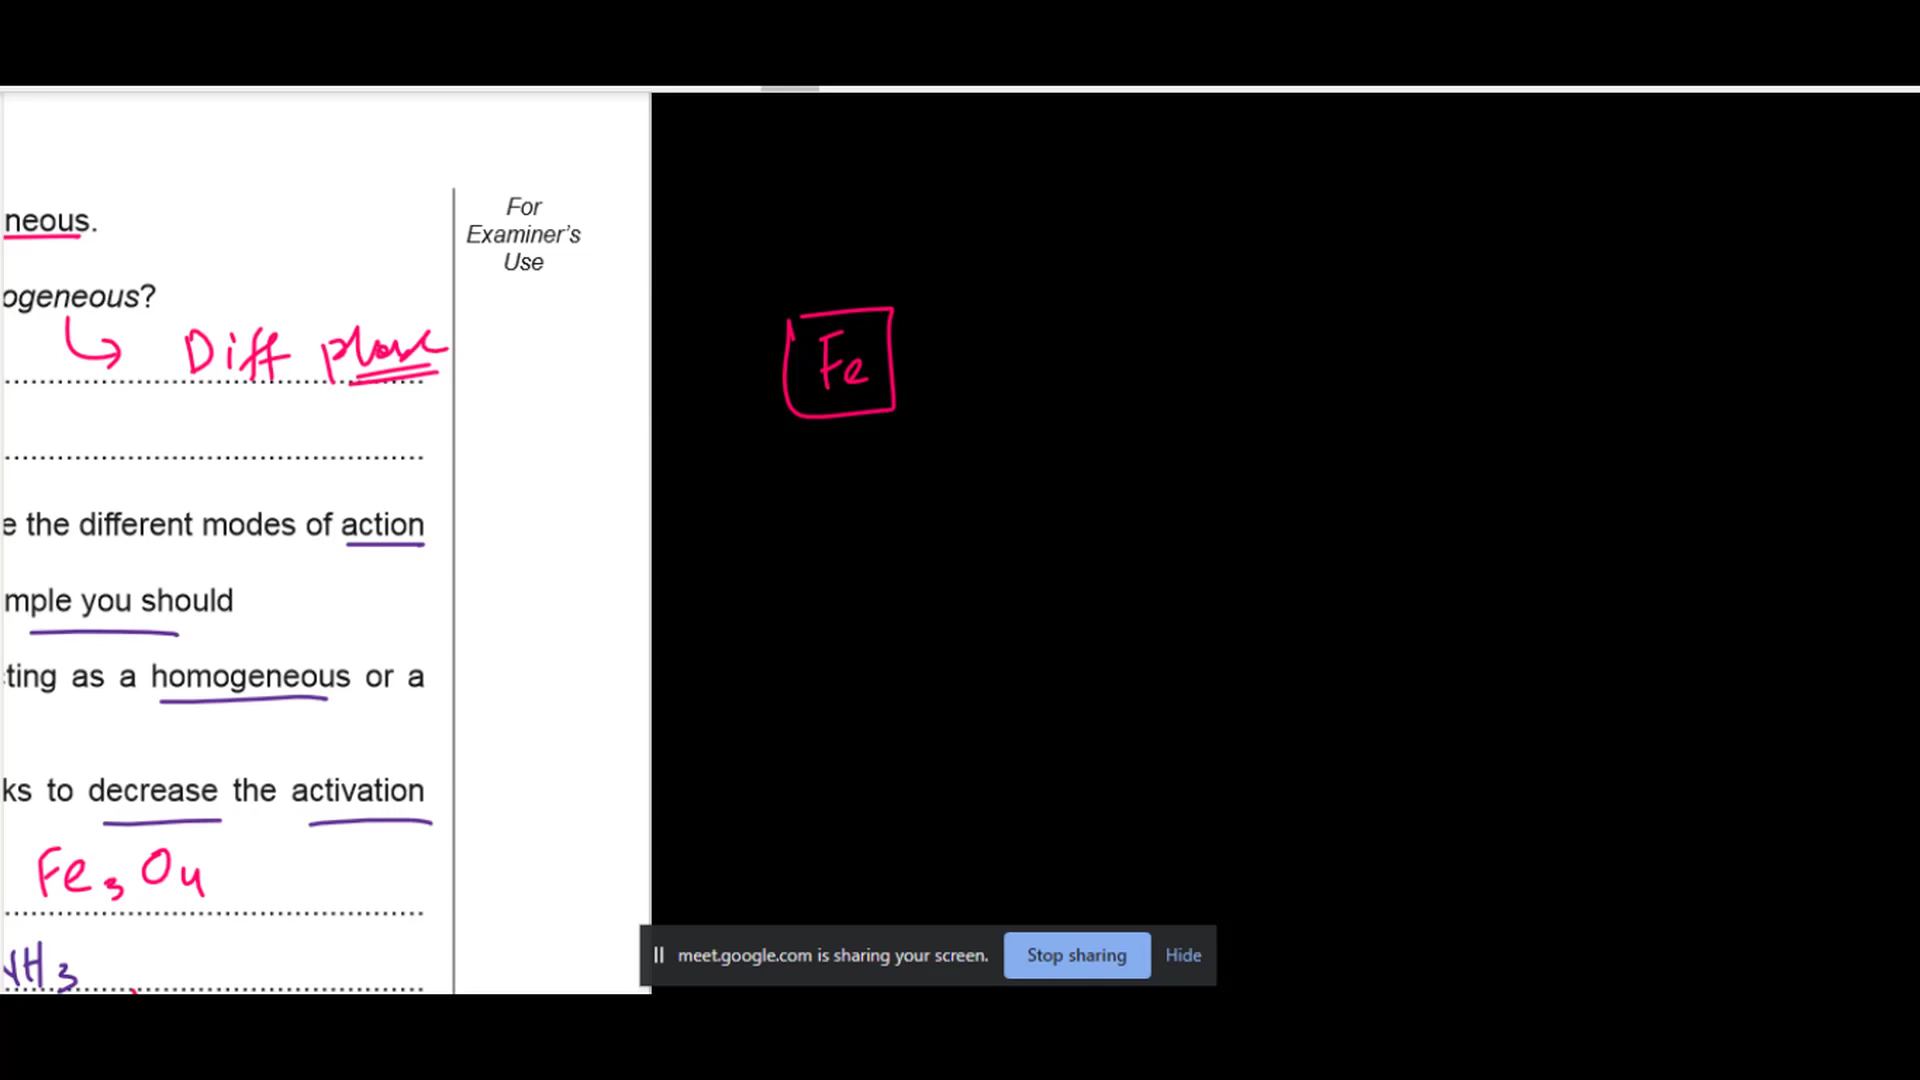 neous.
For
Examiner's
Use
ogeneous?
Diff phase
Fe
e the different modes of action
mple you should
ting as a homogeneous or a
ks to decrease the activation
Fe3O4
NH3
meet.google.com is sharing your screen.
Stop sharing
Hide